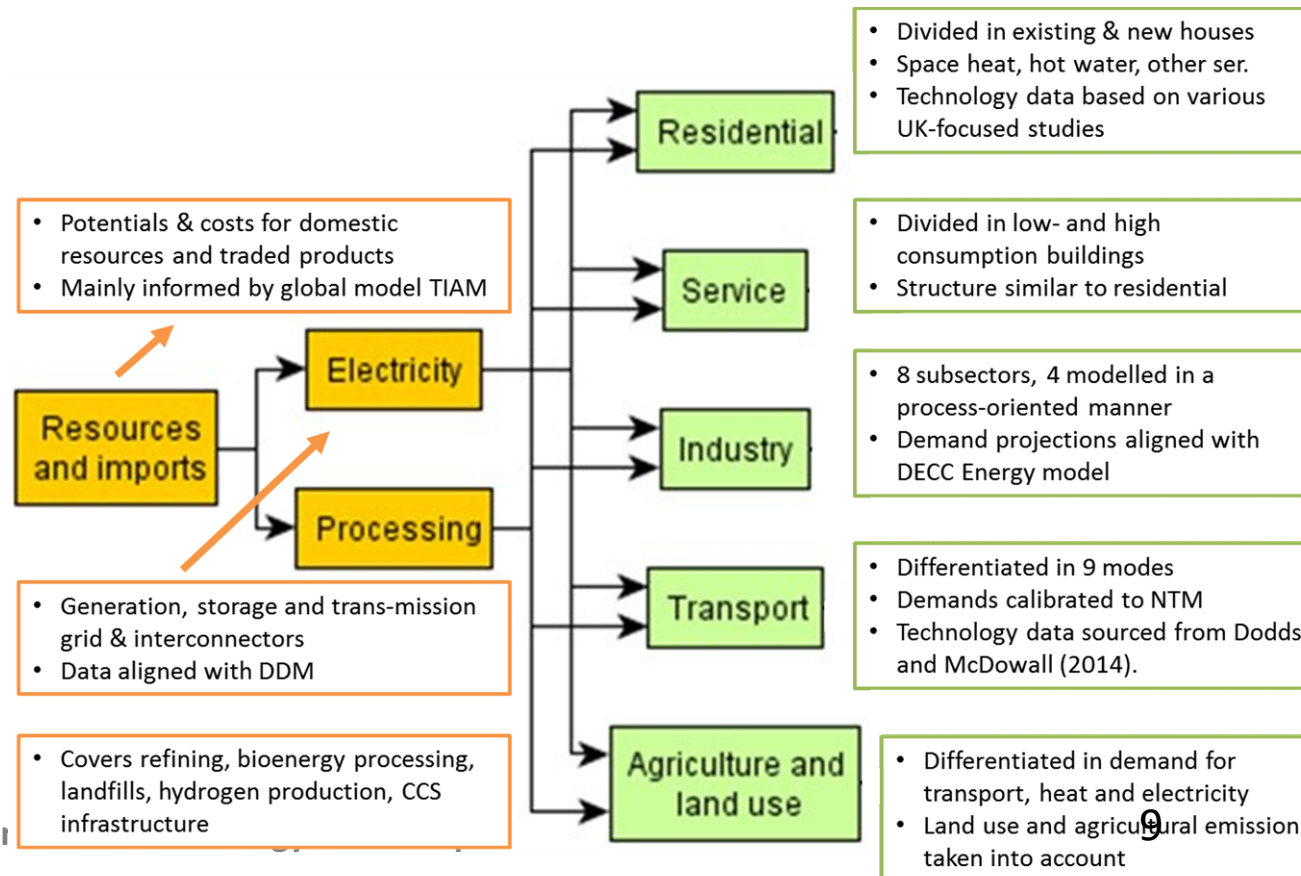 • Divided in existing & new houses
• Space heat, hot water, other ser.
• Technology data based on various
UK-focused studies
Residential
• Potentials & costs for domestic
resources and traded products
• Mainly informed by global model TIAM
• Divided in low- and high
consumption buildings
• Structure similar to residential
Service
Electricity
Resources
and imports
• 8 subsectors, 4 modelled in a
process-oriented manner
• Demand projections aligned with
DECC Energy model
Industry
Processing
• Generation, storage and trans-mission
grid & interconnectors
• Data aligned with DDM
• Differentiated in 9 modes
• Demands calibrated to NTM
• Technology data sourced from Dodds
and McDowall (2014).
Transport
• Covers refining, bioenergy processing,
landfills, hydrogen production, CCS
infrastructure
Agriculture and
land use
• Differentiated in demand for
transport, heat and electricity
• Land use and agricultural emission
taken into account
9